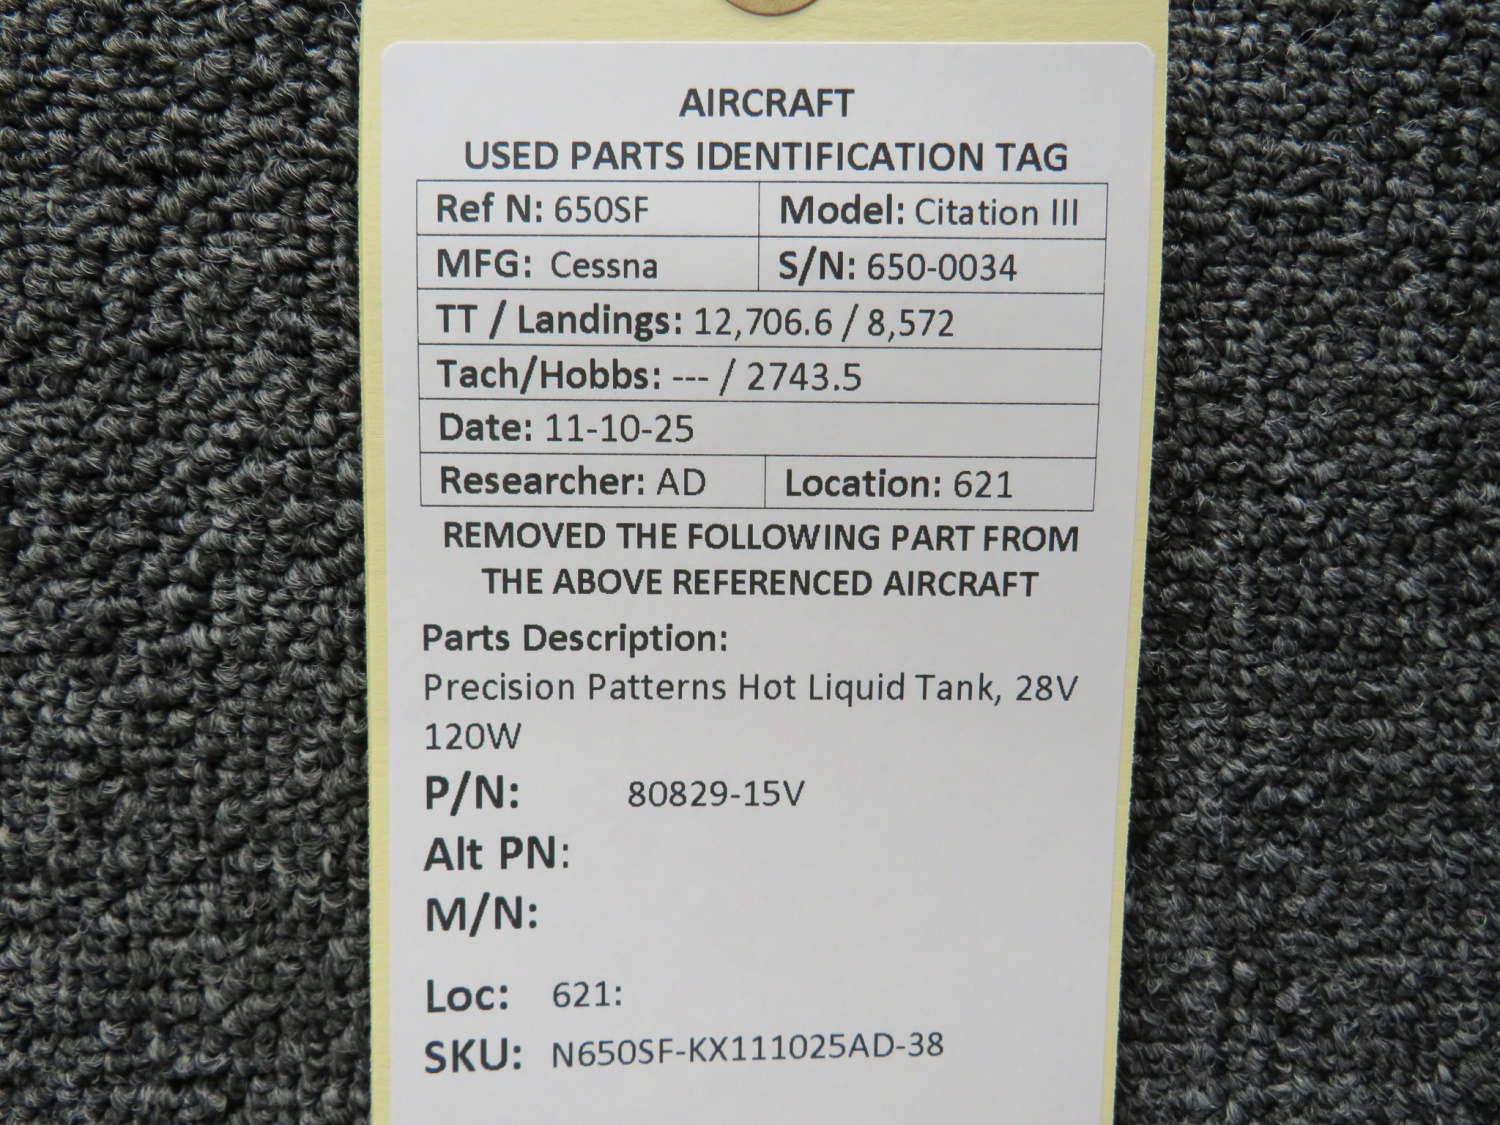 AIRCRAFT
USED PARTS IDENTIFICATION TAG
Ref N: 650SF Model: Citation III
MFG: Cessna S/N: 650-0034
TT / Landings: 12,706.6 / 8,572
Tach/Hobbs: --- / 2743.5
Date: 11-10-25
Researcher: AD Location: 621
REMOVED THE FOLLOWING PART FROM
THE ABOVE REFERENCED AIRCRAFT
Parts Description:
Precision Patterns Hot Liquid Tank, 28V
120W
P/N: 80829-15V
Alt PN:
M/N:
Loc: 621:
SKU: N650SF-KX111025AD-38